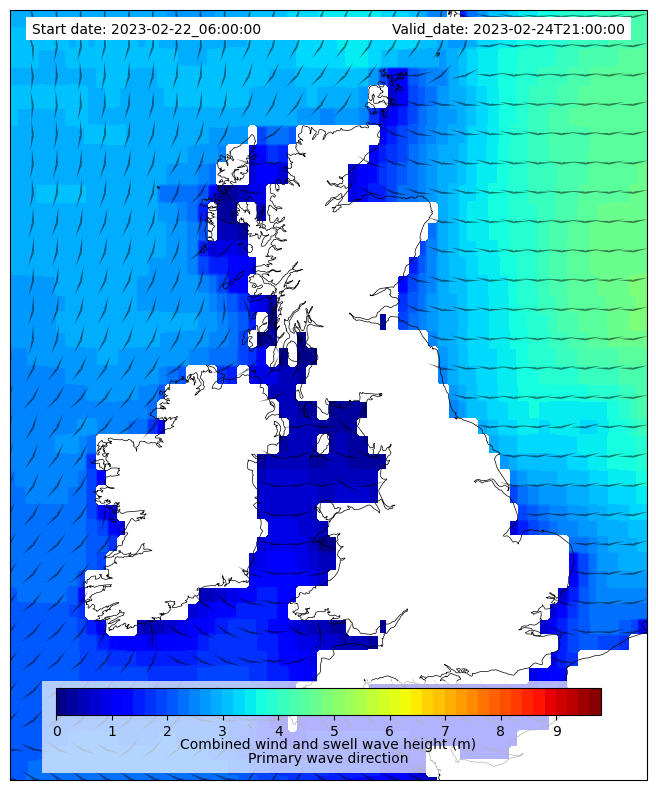 Start date: 2023-02-22_06:00:00 Valid_date: 2023-02-24T21:00:00
0 1 2 3 4 5 6 7 8 9
Combined wind and swell wave height (m)
Primary wave direction